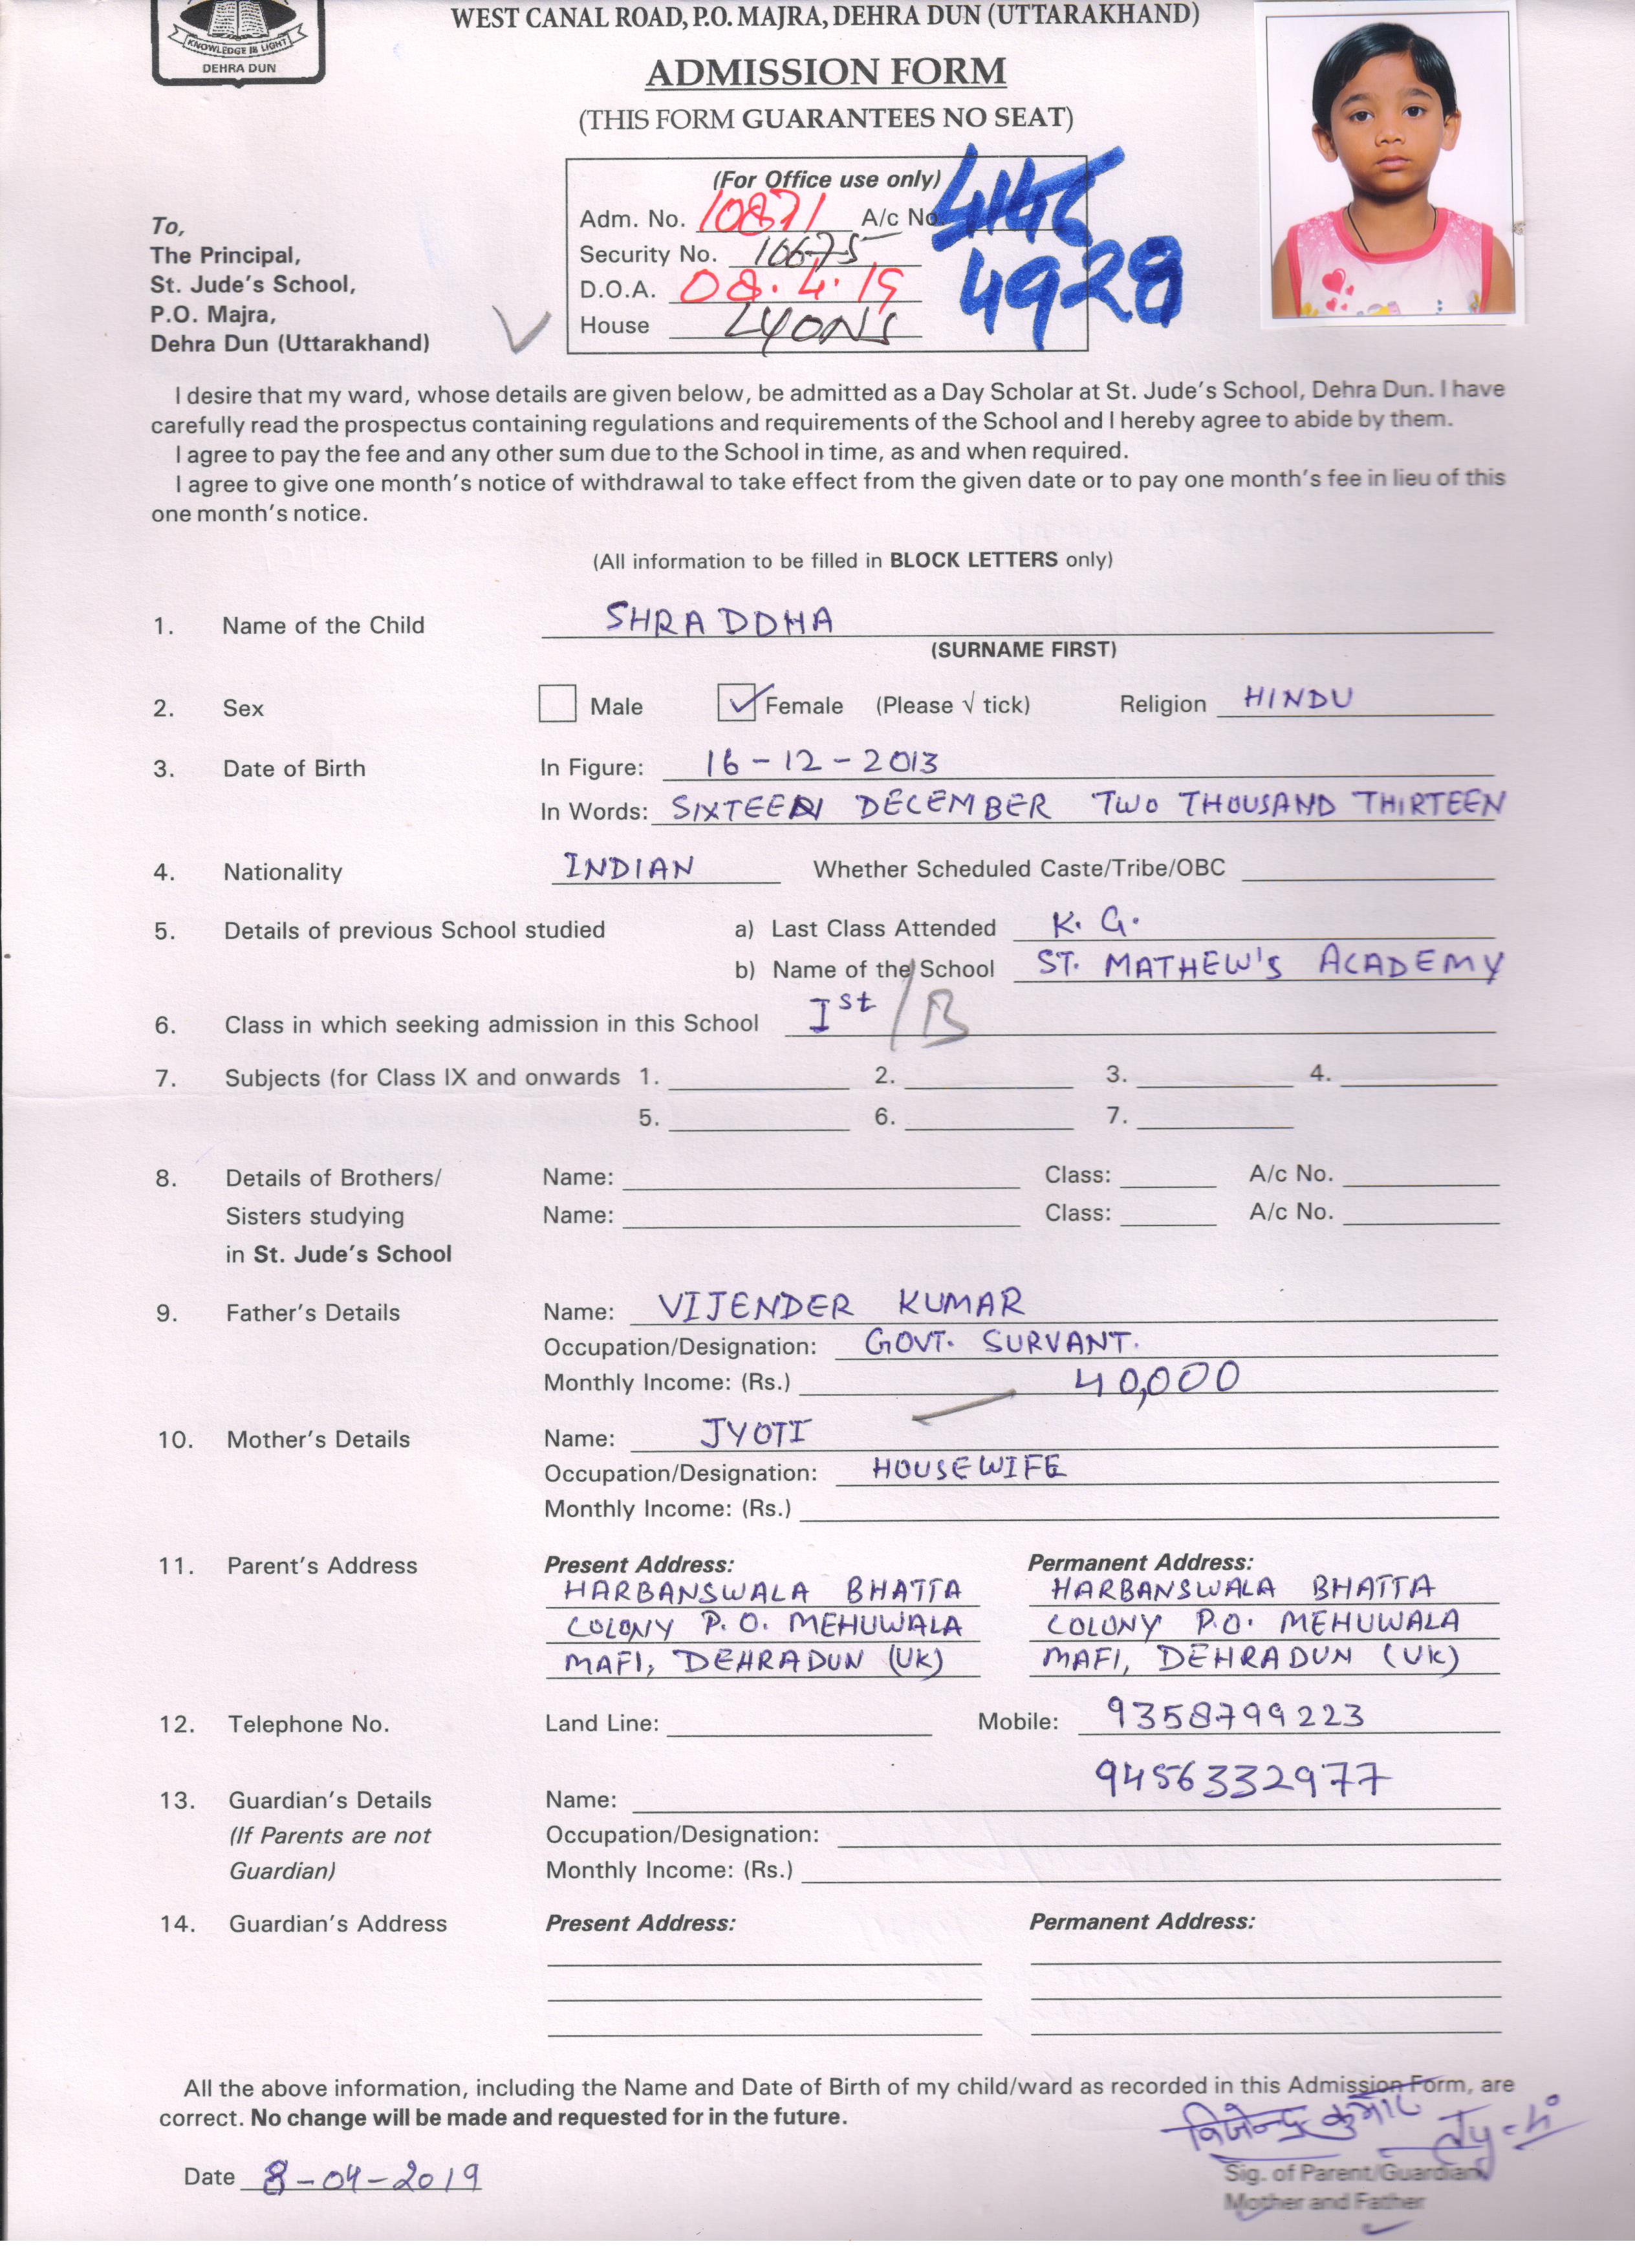 WEST CANAL ROAD, P.O. MAJRA, DEHRA DUN (UTTARAKHAND)
KNOWLEDGE IS LIGHT
DEHRA DUN
ADMISSION FORM
(THIS FORM GUARANTEES NO SEAT)
(For Office use only)
Adm. No. 10871 A/c No.
Security No. 10675
4928
D.O.A. 08.4.19
House LYONS
To,
The Principal,
St. Jude's School,
P.O. Majra,
Dehra Dun (Uttarakhand)
I desire that my ward, whose details are given below, be admitted as a Day Scholar at St. Jude's School, Dehra Dun. I have
carefully read the prospectus containing regulations and requirements of the School and I hereby agree to abide by them.
I agree to pay the fee and any other sum due to the School in time, as and when required.
I agree to give one month's notice of withdrawal to take effect from the given date or to pay one month's fee in lieu of this
one month's notice.
(All information to be filled in BLOCK LETTERS only)
1. Name of the Child SHRADDHA
(SURNAME FIRST)
2. Sex Male Female (Please √ tick) Religion HINDU
3. Date of Birth In Figure: 16-12-2013
In Words: SIXTEEN DECEMBER TWO THOUSAND THIRTEEN
4. Nationality INDIAN Whether Scheduled Caste/Tribe/OBC
5. Details of previous School studied a) Last Class Attended K. G.
b) Name of the School ST. MATHEW'S ACADEMY
6. Class in which seeking admission in this School Ist / B
7. Subjects (for Class IX and onwards 1. 2. 3. 4.
5. 6. 7.
8. Details of Brothers/ Name: Class: A/c No.
Sisters studying Name: Class: A/c No.
in St. Jude's School
9. Father's Details Name: VIJENDER KUMAR
Occupation/Designation: GOVT. SURVANT.
Monthly Income: (Rs.) 40,000
10. Mother's Details Name: JYOTI
Occupation/Designation: HOUSEWIFE
Monthly Income: (Rs.)
11. Parent's Address Present Address: Permanent Address:
HARBANSWALA BHATTA HARBANSWALA BHATTA
COLONY P.O. MEHUWALA COLONY P.O. MEHUWALA
MAFI, DEHRADUN (UK) MAFI, DEHRADUN (UK)
12. Telephone No. Land Line: Mobile: 9358799223
9456332977
13. Guardian's Details Name:
(If Parents are not Occupation/Designation:
Guardian) Monthly Income: (Rs.)
14. Guardian's Address Present Address: Permanent Address:
All the above information, including the Name and Date of Birth of my child/ward as recorded in this Admission Form, are
correct. No change will be made and requested for in the future.
विजेन्द्र कुमार Jyoti
Date 8-04-2019
Sig. of Parent/Guardian
Mother and Father